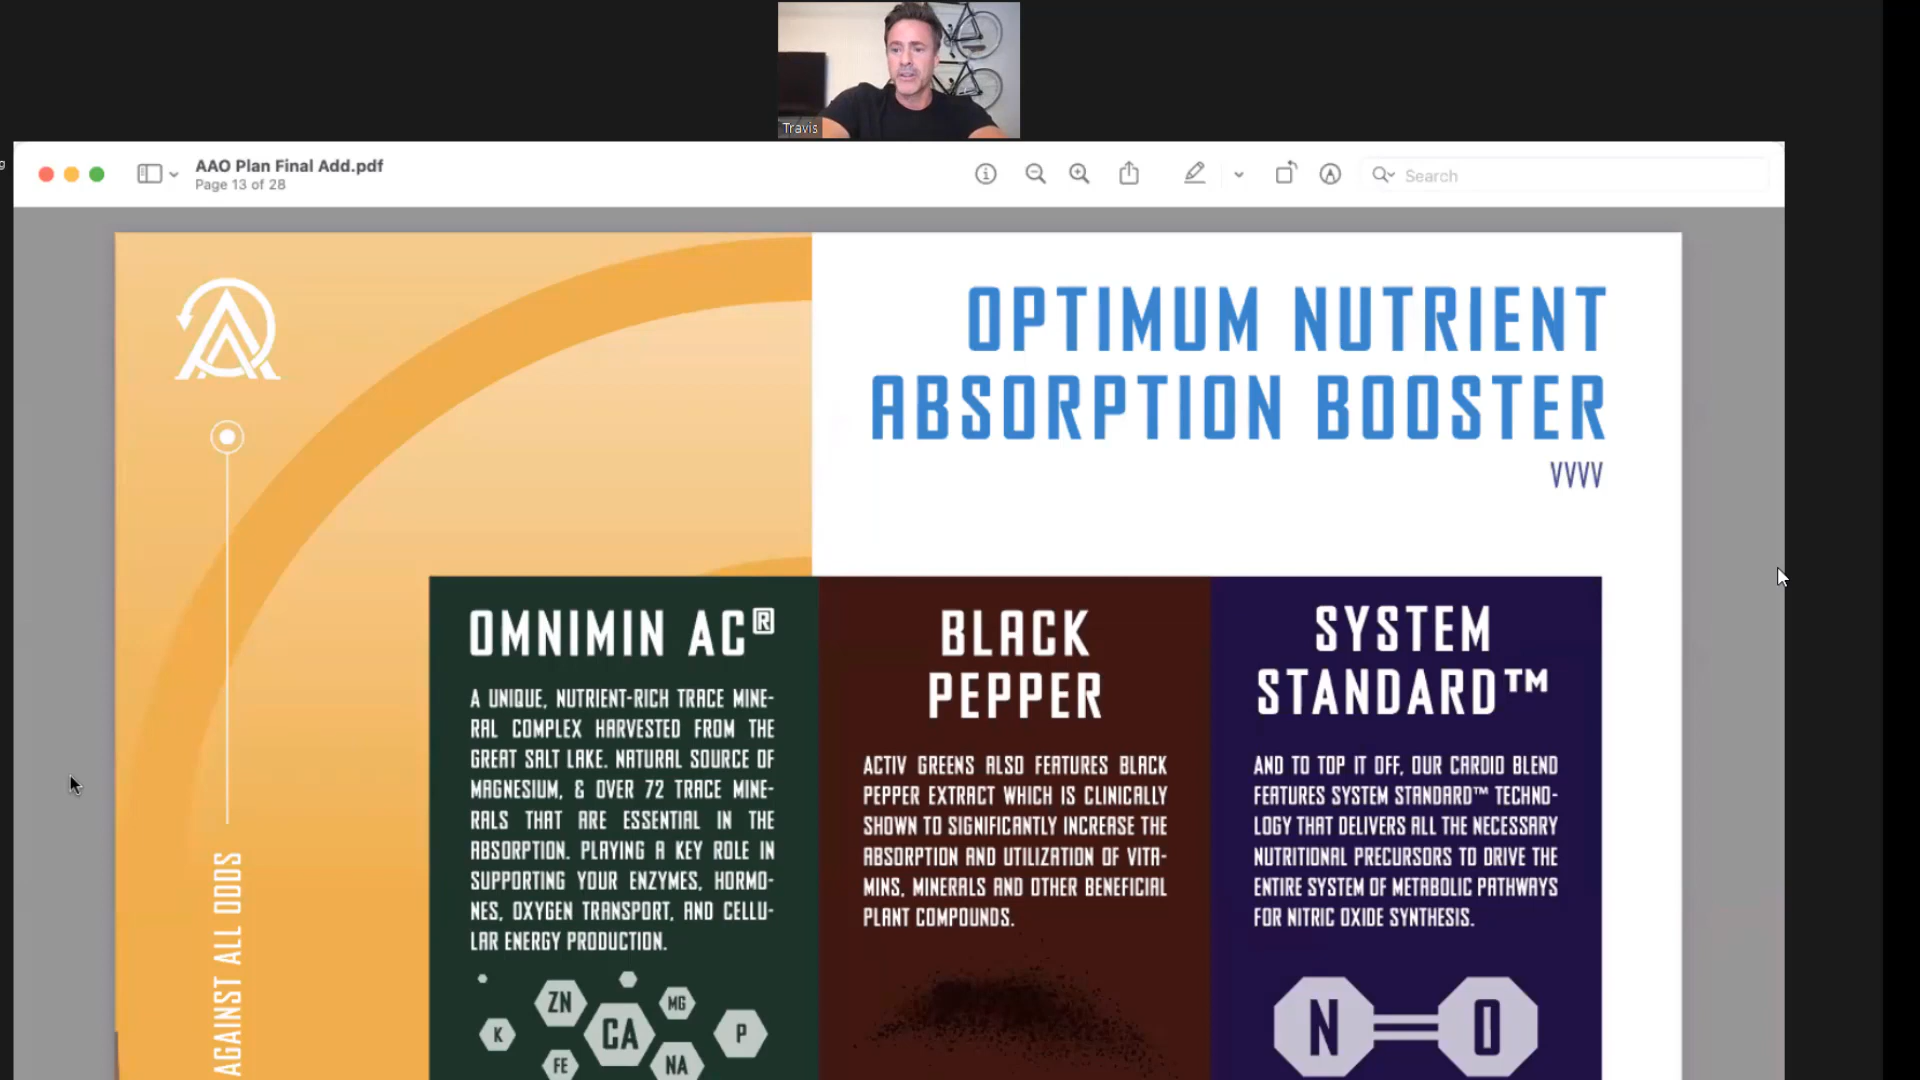 Travis
g
AAO Plan Final Add.pdf
Page 13 of 28
Search
OPTIMUM NUTRIENT
ABSORPTION BOOSTER
VVVV
AGAINST ALL ODDS
OMNIMIN AC®
A UNIQUE, NUTRIENT-RICH TRACE MINE-
RAL COMPLEX HARVESTED FROM THE
GREAT SALT LAKE. NATURAL SOURCE OF
MAGNESIUM, & OVER 72 TRACE MINE-
RALS THAT ARE ESSENTIAL IN THE
ABSORPTION. PLAYING A KEY ROLE IN
SUPPORTING YOUR ENZYMES, HORMO-
NES, OXYGEN TRANSPORT, AND CELLU-
LAR ENERGY PRODUCTION.
ZN
MG
K
CA
P
FE
NA
BLACK
PEPPER
ACTIV GREENS ALSO FEATURES BLACK
PEPPER EXTRACT WHICH IS CLINICALLY
SHOWN TO SIGNIFICANTLY INCREASE THE
ABSORPTION AND UTILIZATION OF VITA-
MINS, MINERALS AND OTHER BENEFICIAL
PLANT COMPOUNDS.
SYSTEM
STANDARD™
AND TO TOP IT OFF, OUR CARDIO BLEND
FEATURES SYSTEM STANDARD™ TECHNO-
LOGY THAT DELIVERS ALL THE NECESSARY
NUTRITIONAL PRECURSORS TO DRIVE THE
ENTIRE SYSTEM OF METABOLIC PATHWAYS
FOR NITRIC OXIDE SYNTHESIS.
N O